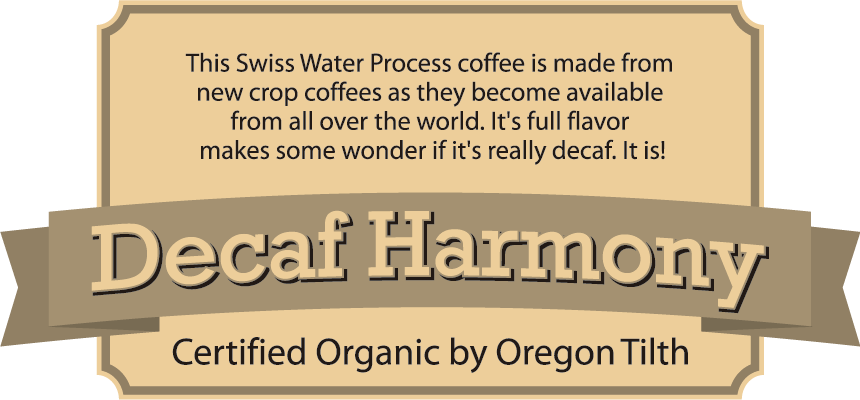 This Swiss Water Process coffee is made from
new crop coffees as they become available
from all over the world. It's full flavor
makes some wonder if it's really decaf. It is!
Decaf Harmony
Certified Organic by Oregon Tilth